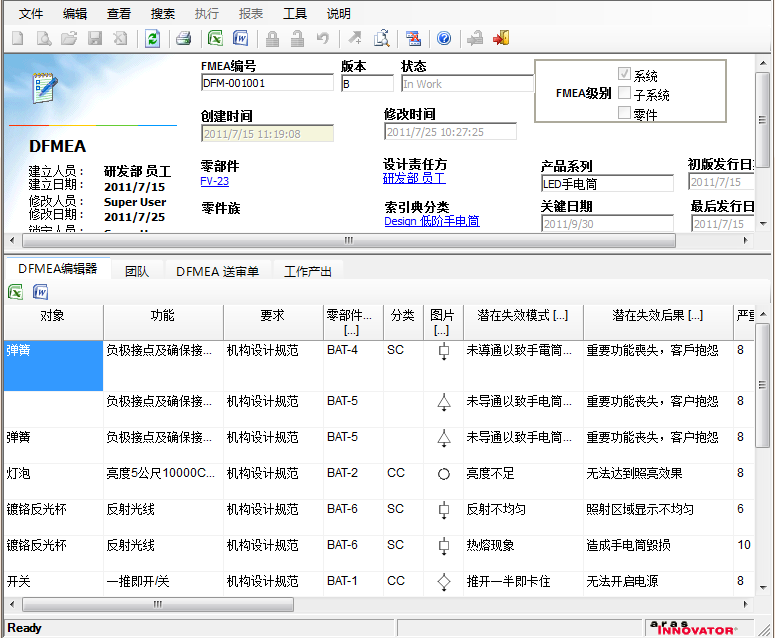 文件 编辑 查看 搜索 执行 报表 工具 说明
FMEA编号 版本 状态
DFM-001001 B In Work
FMEA级别 系统
子系统
零件
创建时间 修改时间
2011/7/15 11:19:08 2011/7/25 10:27:25
DFMEA
建立人员： 研发部 员工
建立日期： 2011/7/15
修改人员： Super User
修改日期： 2011/7/25
零部件 设计责任方 产品系列 初版发行日
FV-23 研发部 员工 LED手电筒 2011/7/15
零件族 索引典分类 关键日期 最后发行日
Design 低阶手电筒 2011/9/30 2011/7/15
DFMEA编辑器 团队 DFMEA 送审单 工作产出
对象 功能 要求 零部件... [...] 分类 图片 [...] 潜在失效模式 [...] 潜在失效后果 [...] 严重
弹簧 负极接点及确保接... 机构设计规范 BAT-4 SC 未導通以致手電筒... 重要功能喪失，客戶抱怨 8
负极接点及确保接... 机构设计规范 BAT-5 未导通以致手电筒... 重要功能丧失，客户抱怨 8
弹簧 负极接点及确保接... 机构设计规范 BAT-5 未导通以致手电筒... 重要功能丧失，客户抱怨 8
灯泡 亮度5公尺10000C... 机构设计规范 BAT-2 CC 亮度不足 无法达到照亮效果 8
镀铬反光杯 反射光线 机构设计规范 BAT-6 SC 反射不均匀 照射区域显示不均匀 6
镀铬反光杯 反射光线 机构设计规范 BAT-6 SC 热熔现象 造成手电筒毁损 10
开关 一推即开/关 机构设计规范 BAT-1 CC 推开一半即卡住 无法开启电源 8
Ready aras INNOVATOR